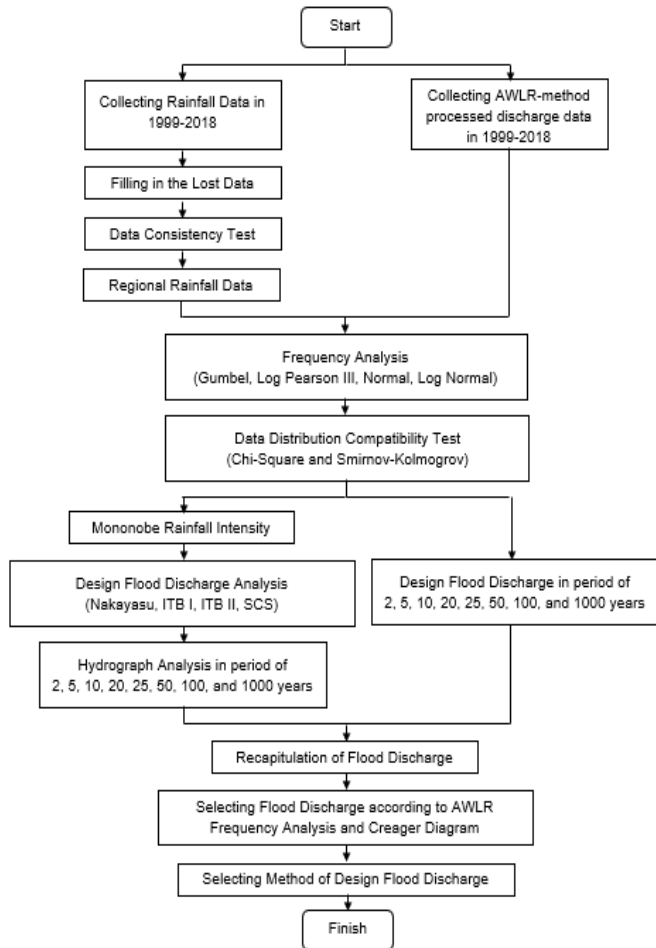 Start
Collecting Rainfall Data in
1999-2018
Collecting AWLR-method
processed discharge data
in 1999-2018
Filling in the Lost Data
Data Consistency Test
Regional Rainfall Data
Frequency Analysis
(Gumbel, Log Pearson III, Normal, Log Normal)
Data Distribution Compatibility Test
(Chi-Square and Smirnov-Kolmogrov)
Mononobe Rainfall Intensity
Design Flood Discharge Analysis
(Nakayasu, ITB I, ITB II, SCS)
Design Flood Discharge in period of
2, 5, 10, 20, 25, 50, 100, and 1000 years
Hydrograph Analysis in period of
2, 5, 10, 20, 25, 50, 100, and 1000 years
Recapitulation of Flood Discharge
Selecting Flood Discharge according to AWLR
Frequency Analysis and Creager Diagram
Selecting Method of Design Flood Discharge
Finish